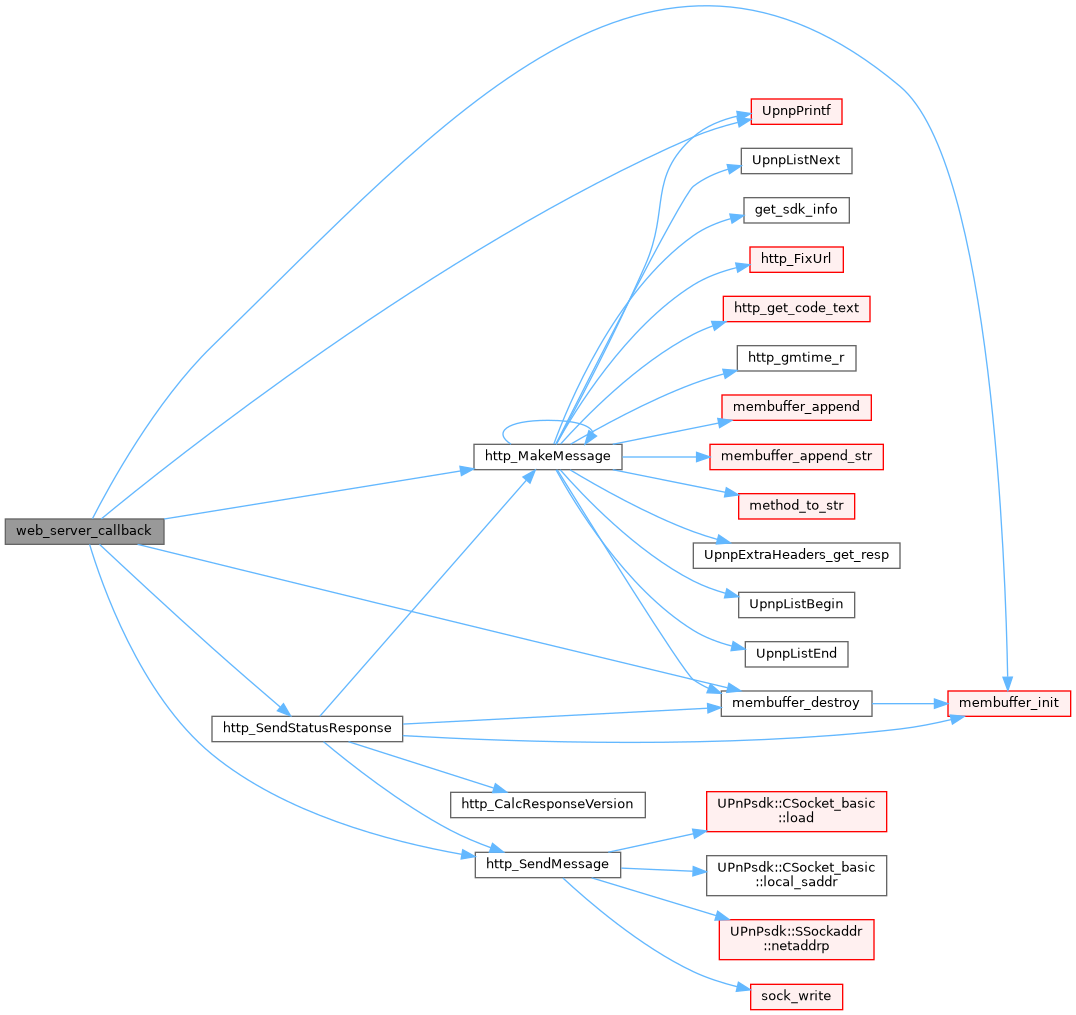 UpnpPrintf
UpnpListNext
get_sdk_info
http_FixUrl
http_get_code_text
http_gmtime_r
membuffer_append
http_MakeMessage
membuffer_append_str
method_to_str
web_server_callback
UpnpExtraHeaders_get_resp
UpnpListBegin
UpnpListEnd
membuffer_destroy
membuffer_init
http_SendStatusResponse
http_CalcResponseVersion
UPnPsdk::CSocket_basic
::load
http_SendMessage
UPnPsdk::CSocket_basic
::local_saddr
UPnPsdk::SSockaddr
::netaddrp
sock_write